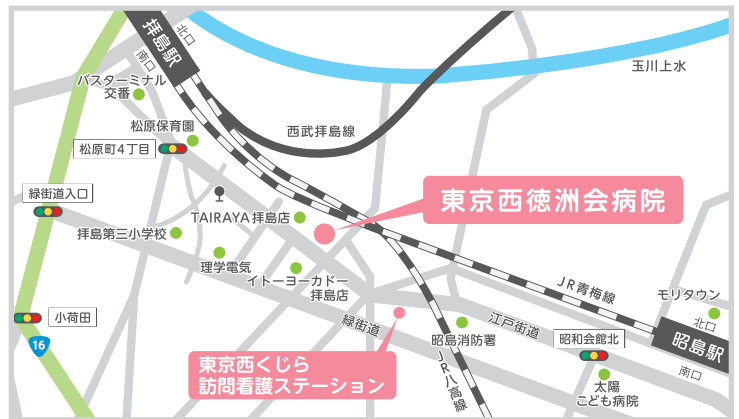 拝島駅
北口
南口
バスターミナル
交番
松原保育園
松原町4丁目
緑街道入口
TAIRAYA拝島店
拝島第三小学校
理学電気
イトーヨーカドー
拝島店
小荷田
16
西武拝島線
玉川上水
東京西徳洲会病院
JR青梅線
モリタウン
北口
昭島駅
南口
江戸街道
昭和会館北
緑街道
昭島消防署
JR八高線
太陽
こども病院
東京西くじら
訪問看護ステーション